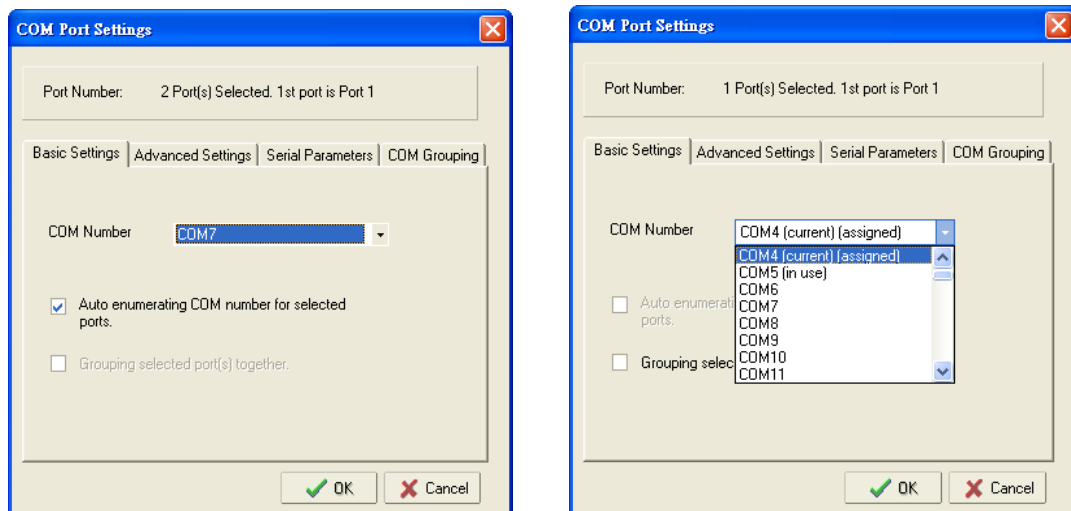 COM Port Settings
Port Number: 2 Port(s) Selected. 1st port is Port 1
Basic Settings Advanced Settings Serial Parameters COM Grouping
COM Number COM7
Auto enumerating COM number for selected
ports.
Grouping selected port(s) together.
OK Cancel
COM Port Settings
Port Number: 1 Port(s) Selected. 1st port is Port 1
Basic Settings Advanced Settings Serial Parameters COM Grouping
COM Number COM4 (current) (assigned)
COM4 (current) (assigned)
COM5 (in use)
COM6
COM7
COM8
COM9
COM10
COM11
Auto
ports.
Grouping
OK Cancel